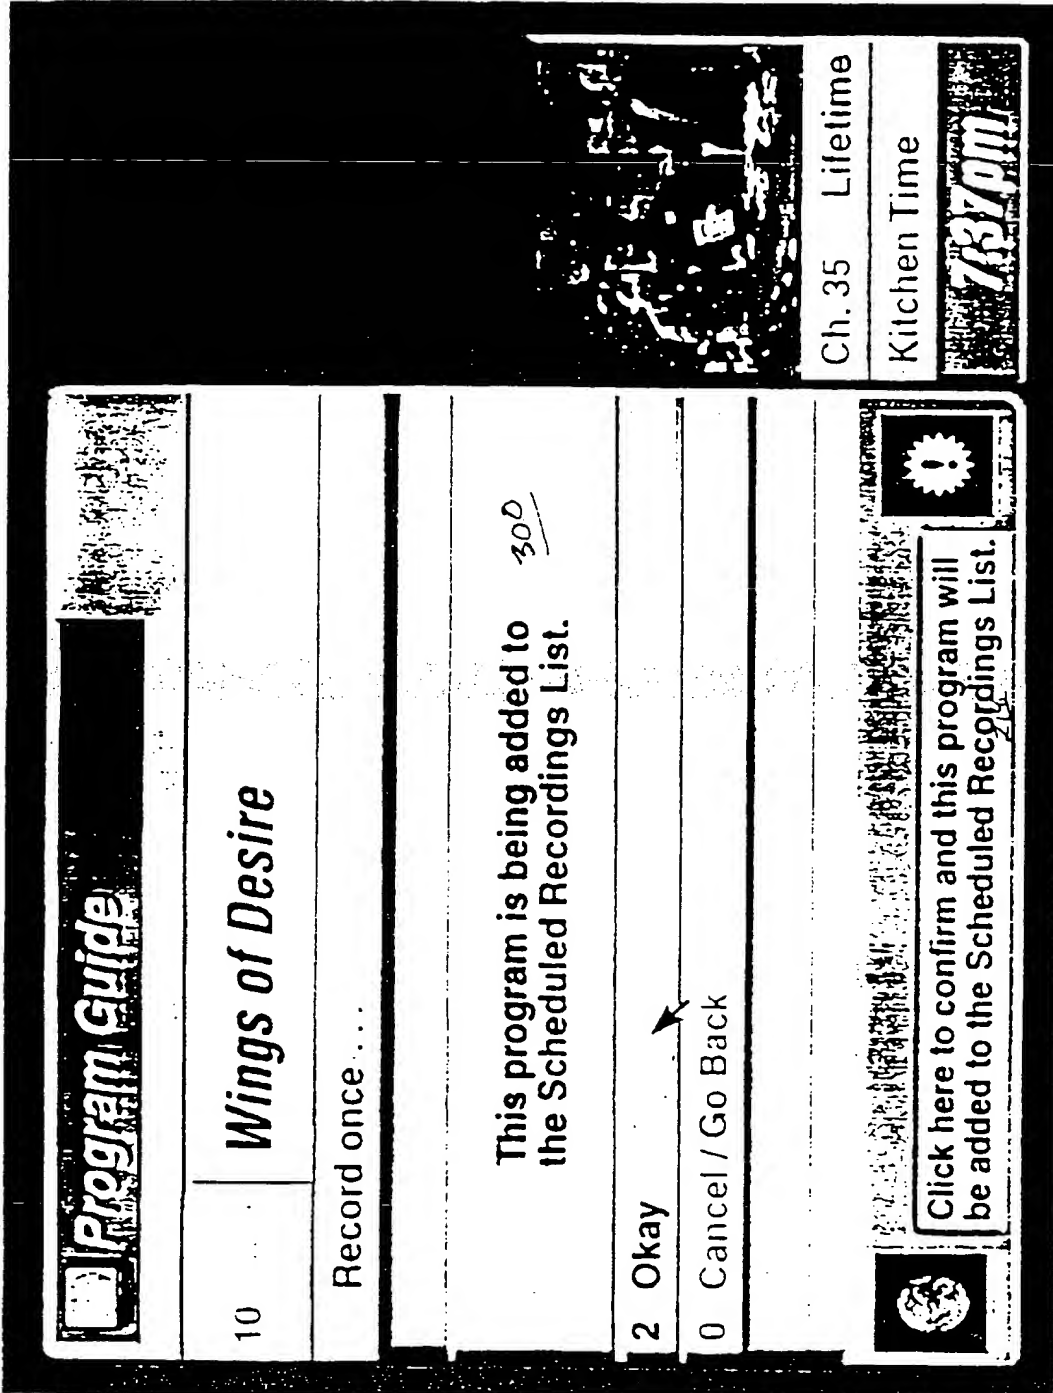 Program Guide
10
Wings of Desire
Record once...
This program is being added to
the Scheduled Recordings List.
300
2 Okay
0 Cancel / Go Back
Click here to confirm and this program will
be added to the Scheduled Recordings List.
Ch. 35 Lifetime
Kitchen Time
7:37pm